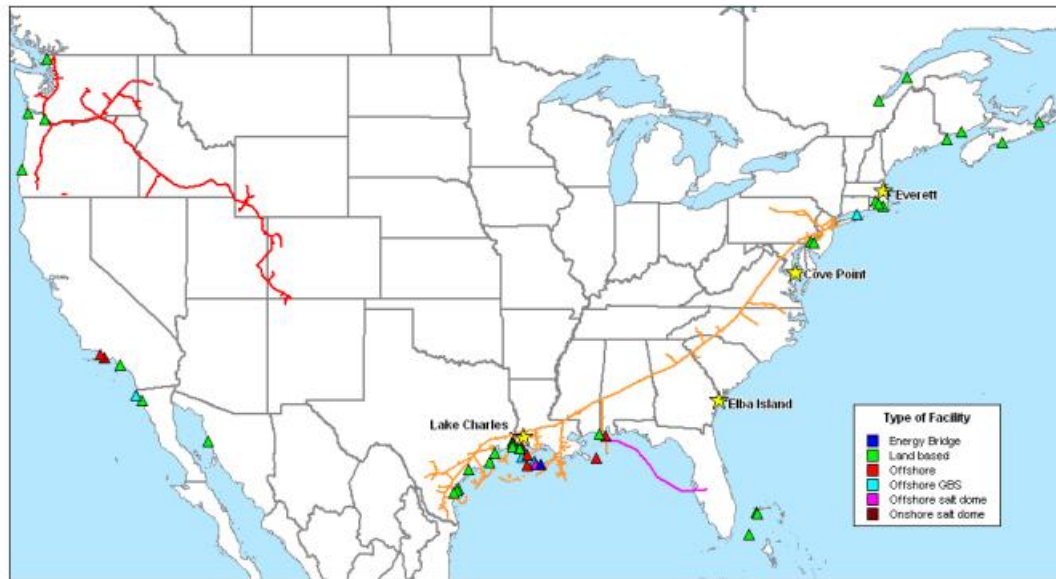 Everett
Cove Point
Elba Island
Lake Charles
Type of Facility
Energy Bridge
Land based
Offshore
Offshore GBS
Offshore salt dome
Onshore salt dome